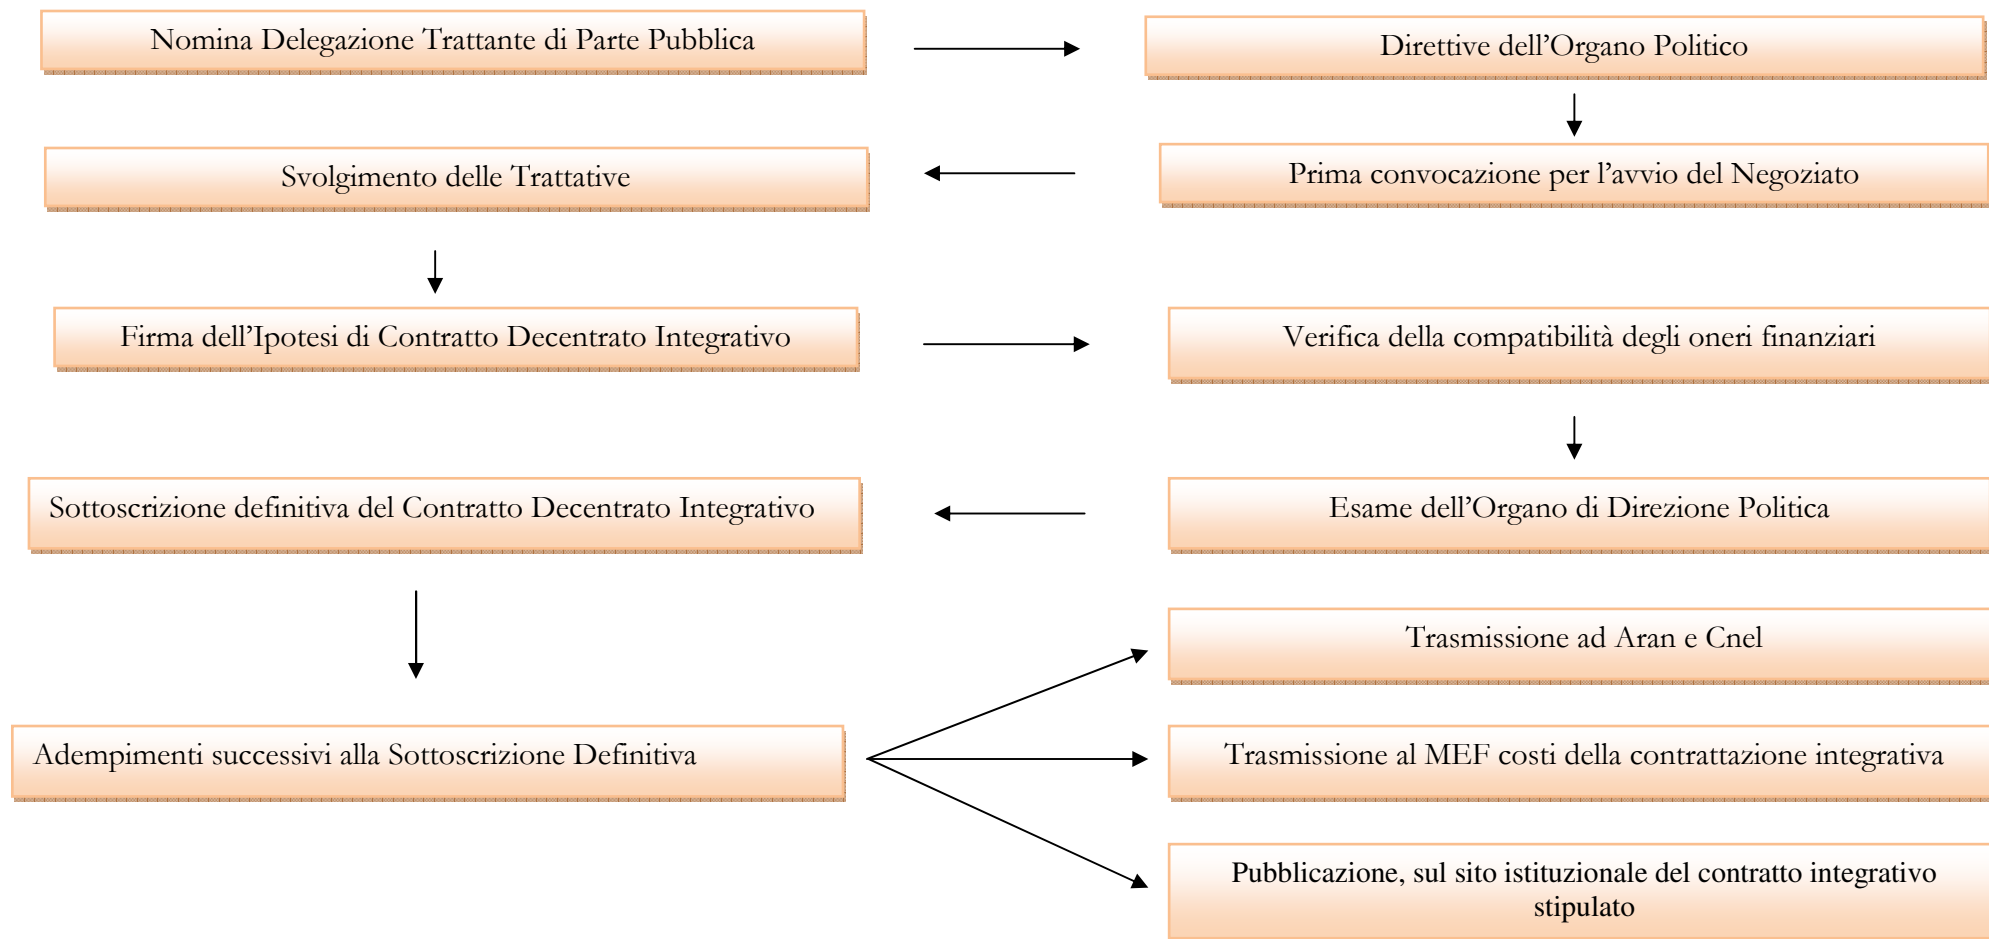 Nomina Delegazione Trattante di Parte Pubblica
Direttive dell’Organo Politico
Svolgimento delle Trattative
Prima convocazione per l’avvio del Negoziato
Firma dell’Ipotesi di Contratto Decentrato Integrativo
Verifica della compatibilità degli oneri finanziari
Sottoscrizione definitiva del Contratto Decentrato Integrativo
Esame dell’Organo di Direzione Politica
Trasmissione ad Aran e Cnel
Adempimenti successivi alla Sottoscrizione Definitiva
Trasmissione al MEF costi della contrattazione integrativa
Pubblicazione, sul sito istituzionale del contratto integrativo
stipulato